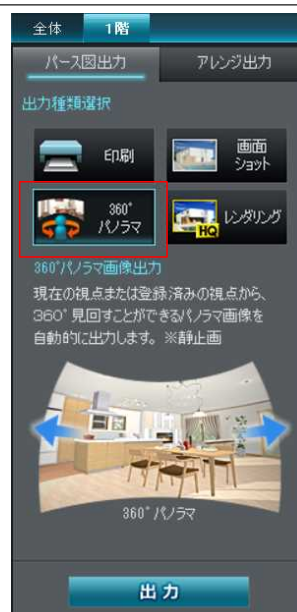 全体 1階
パース図出力 アレンジ出力
出力種類選択
印刷
画面
ショット
360°
パノラマ
HQ
レンダリング
360°パノラマ画像出力
現在の視点または登録済みの視点から、
360°見回すことができるパノラマ画像を
自動的に出力します。※静止画
360°パノラマ
出力